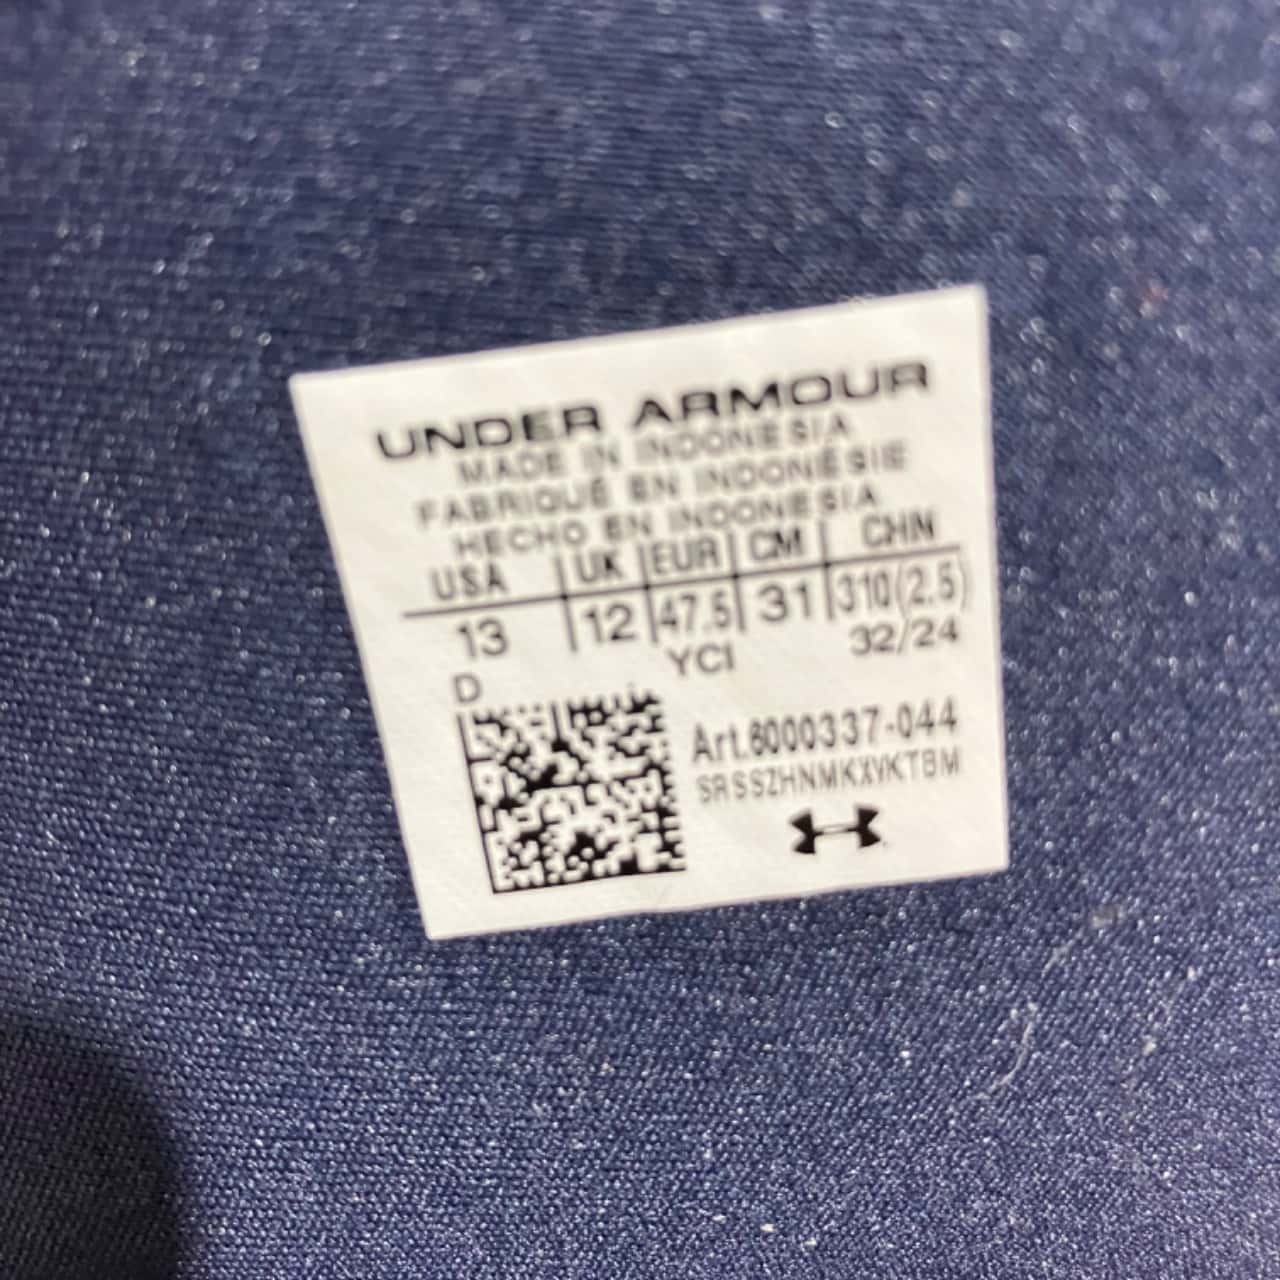 UNDER ARMOUR
MADE IN INDONESIA
FABRIQUÉ EN INDONÉSIE
HECHO EN INDONESIA
USA | UK | EUR | CM | CHN
13 | 12 | 47.5 | 31 | 310(2.5)
D YCI 32/24
Art.6000337-044
SRSSZHNMKXYKTBM